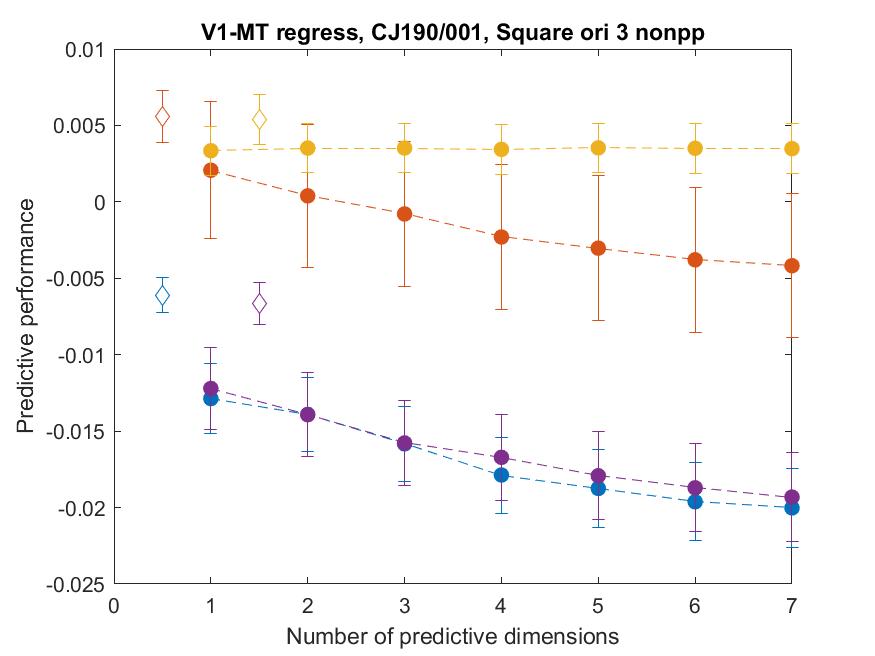 V1-MT regress, CJ190/001, Square ori 3 nonpp
0.01
0.005
0
-0.005
-0.01
-0.015
-0.02
-0.025
Predictive performance
0 1 2 3 4 5 6 7
Number of predictive dimensions